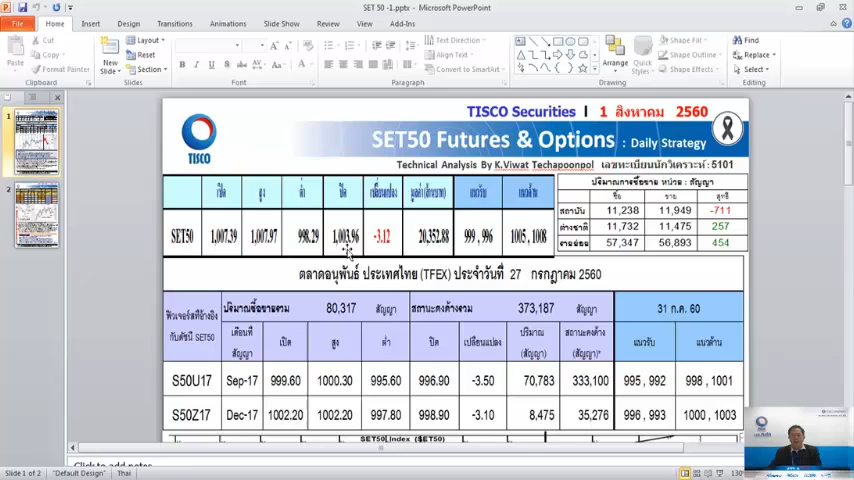 SET 50 -1.pptx - Microsoft PowerPoint
File Home Insert Design Transitions Animations Slide Show Review View Add-Ins
Cut Layout Text Direction Shape Fill Find
Copy Reset Align Text Shape Outline Replace
Paste Format Painter New Slide Section Convert to SmartArt Arrange Quick Styles Shape Effects Select
Clipboard Slides Font Paragraph Drawing Editing
1
2
TISCO Securities | 1 สิงหาคม 2560
TISCO
SET50 Futures & Options : Daily Strategy
Technical Analysis By K.Viwat Techapoonpol เลขทะเบียนนักวิเคราะห์:5101
เปิด สูง ต่ำ ปิด เปลี่ยนแปลง มูลค่า (ล้านบาท) แนวรับ แนวต้าน
SET50 1,007.39 1,007.97 998.29 1,003.96 -3.12 20,352.88 999 , 996 1005 , 1008
ปริมาณการซื้อขาย หน่วย : สัญญา
ซื้อ ขาย สุทธิ
สถาบัน 11,238 11,949 -711
ต่างชาติ 11,732 11,475 257
รายย่อย 57,347 56,893 454
ตลาดอนุพันธ์ ประเทศไทย (TFEX) ประจำวันที่ 27 กรกฎาคม 2560
ฟิวเจอร์สที่อ้างอิงกับดัชนี SET50 ปริมาณซื้อขายรวม 80,317 สัญญา สถานะคงค้างรวม 373,187 สัญญา 31 ก.ค. 60
เดือนที่สัญญา เปิด สูง ต่ำ ปิด เปลี่ยนแปลง ปริมาณ (สัญญา) สถานะคงค้าง (สัญญา)* แนวรับ แนวต้าน
S50U17 Sep-17 999.60 1000.30 995.60 996.90 -3.50 70,783 333,100 995 , 992 998 , 1001
S50Z17 Dec-17 1002.20 1002.20 997.80 998.90 -3.10 8,475 35,276 996 , 993 1000 , 1003
SET50 Index (SET50)
Click to add notes
Slide 1 of 2 "Default Design" Thai 130%